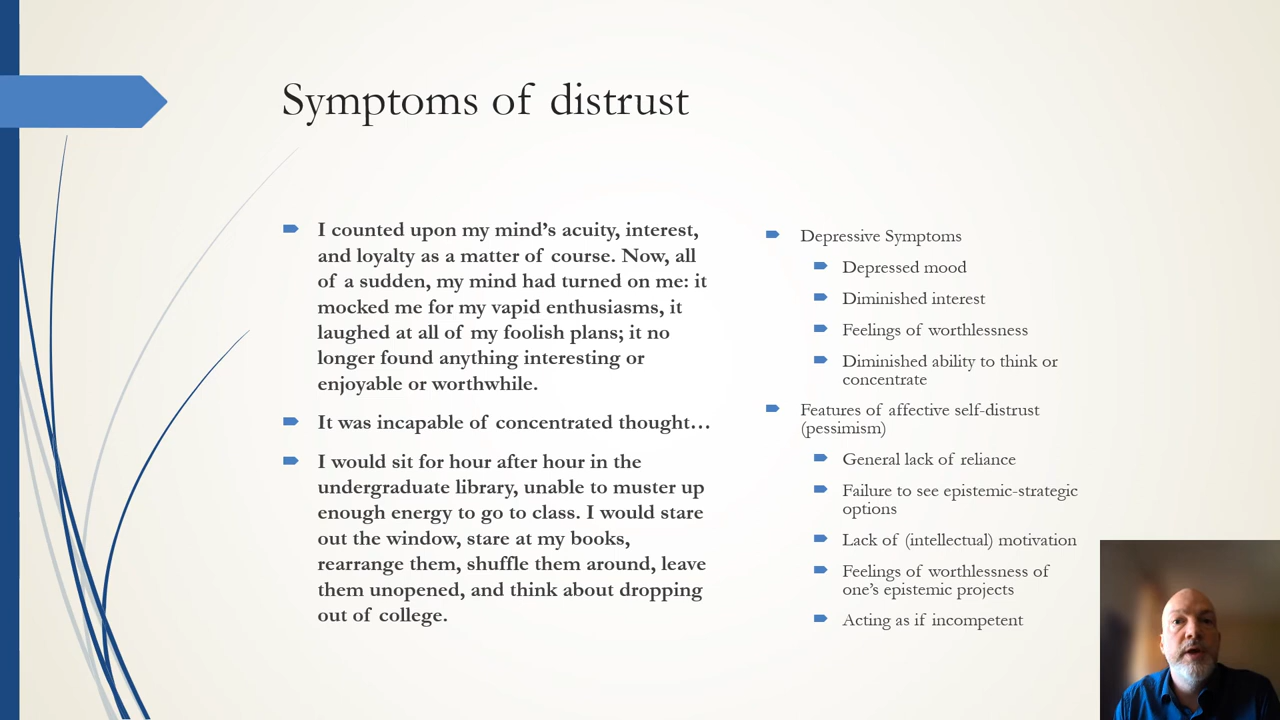 Symptoms of distrust
I counted upon my mind's acuity, interest,
and loyalty as a matter of course. Now, all
of a sudden, my mind had turned on me: it
mocked me for my vapid enthusiasms, it
laughed at all of my foolish plans; it no
longer found anything interesting or
enjoyable or worthwhile.
It was incapable of concentrated thought…
I would sit for hour after hour in the
undergraduate library, unable to muster up
enough energy to go to class. I would stare
out the window, stare at my books,
rearrange them, shuffle them around, leave
them unopened, and think about dropping
out of college.
Depressive Symptoms
Depressed mood
Diminished interest
Feelings of worthlessness
Diminished ability to think or
concentrate
Features of affective self-distrust
(pessimism)
General lack of reliance
Failure to see epistemic-strategic
options
Lack of (intellectual) motivation
Feelings of worthlessness of
one's epistemic projects
Acting as if incompetent